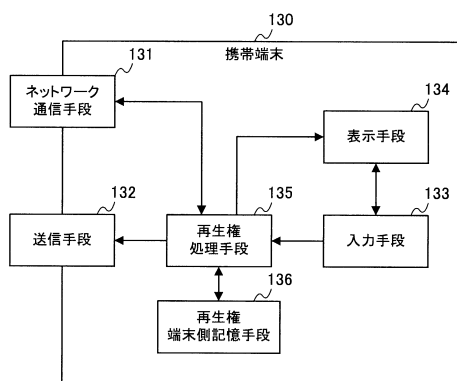 130
携帯端末
131
ネットワーク
通信手段
134
表示手段
132
送信手段
135
再生権
処理手段
133
入力手段
136
再生権
端末側記憶手段